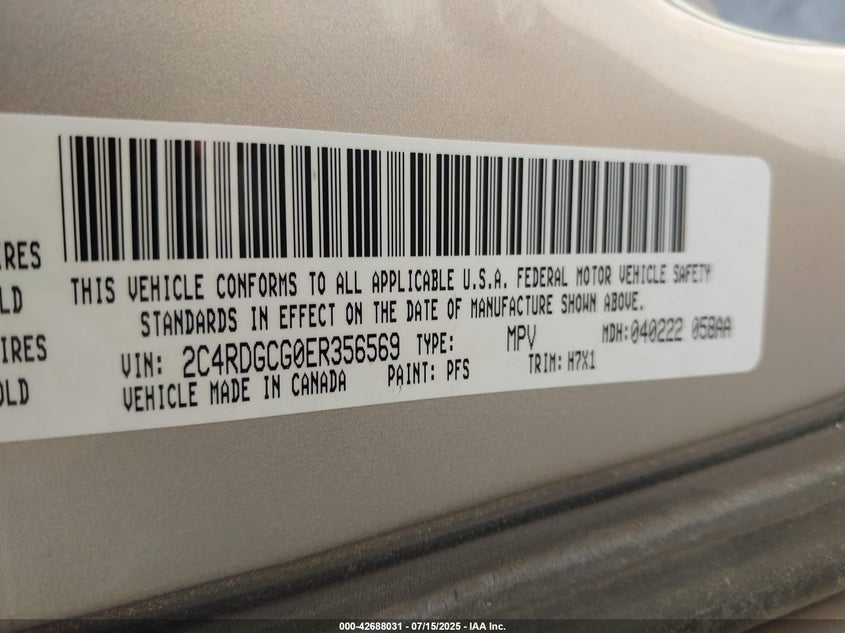 IRES
THIS VEHICLE CONFORMS TO ALL APPLICABLE U.S.A. FEDERAL MOTOR VEHICLE SAFETY
OLD
STANDARDS IN EFFECT ON THE DATE OF MANUFACTURE SHOWN ABOVE.
IRES
VIN: 2C4RDGCG0ER356569 TYPE: MPV MDH:040222 058AA
OLD
VEHICLE MADE IN CANADA PAINT: PFS TRIM: H7X1
000-42688031 - 07/15/2025 - IAA Inc.